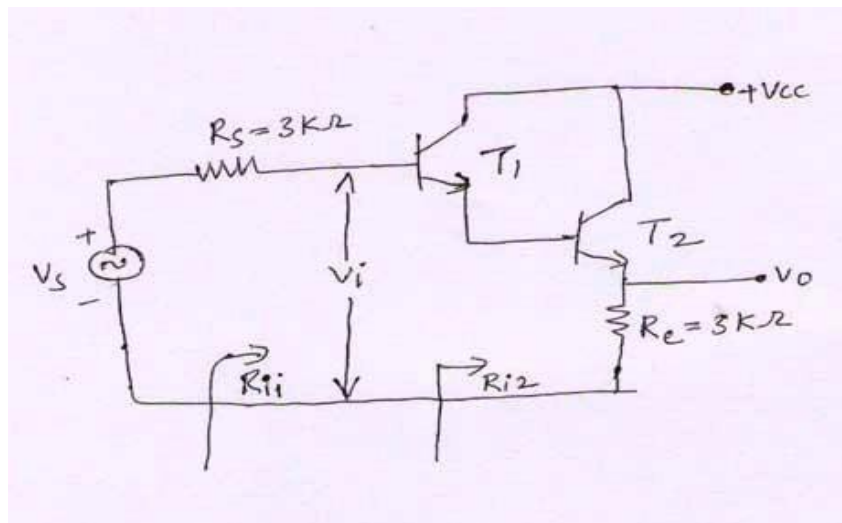 +Vcc
Rs=3KΩ
T1
T2
+
Vs
-
Vi
Vo
Re=3KΩ
Ri1
Ri2